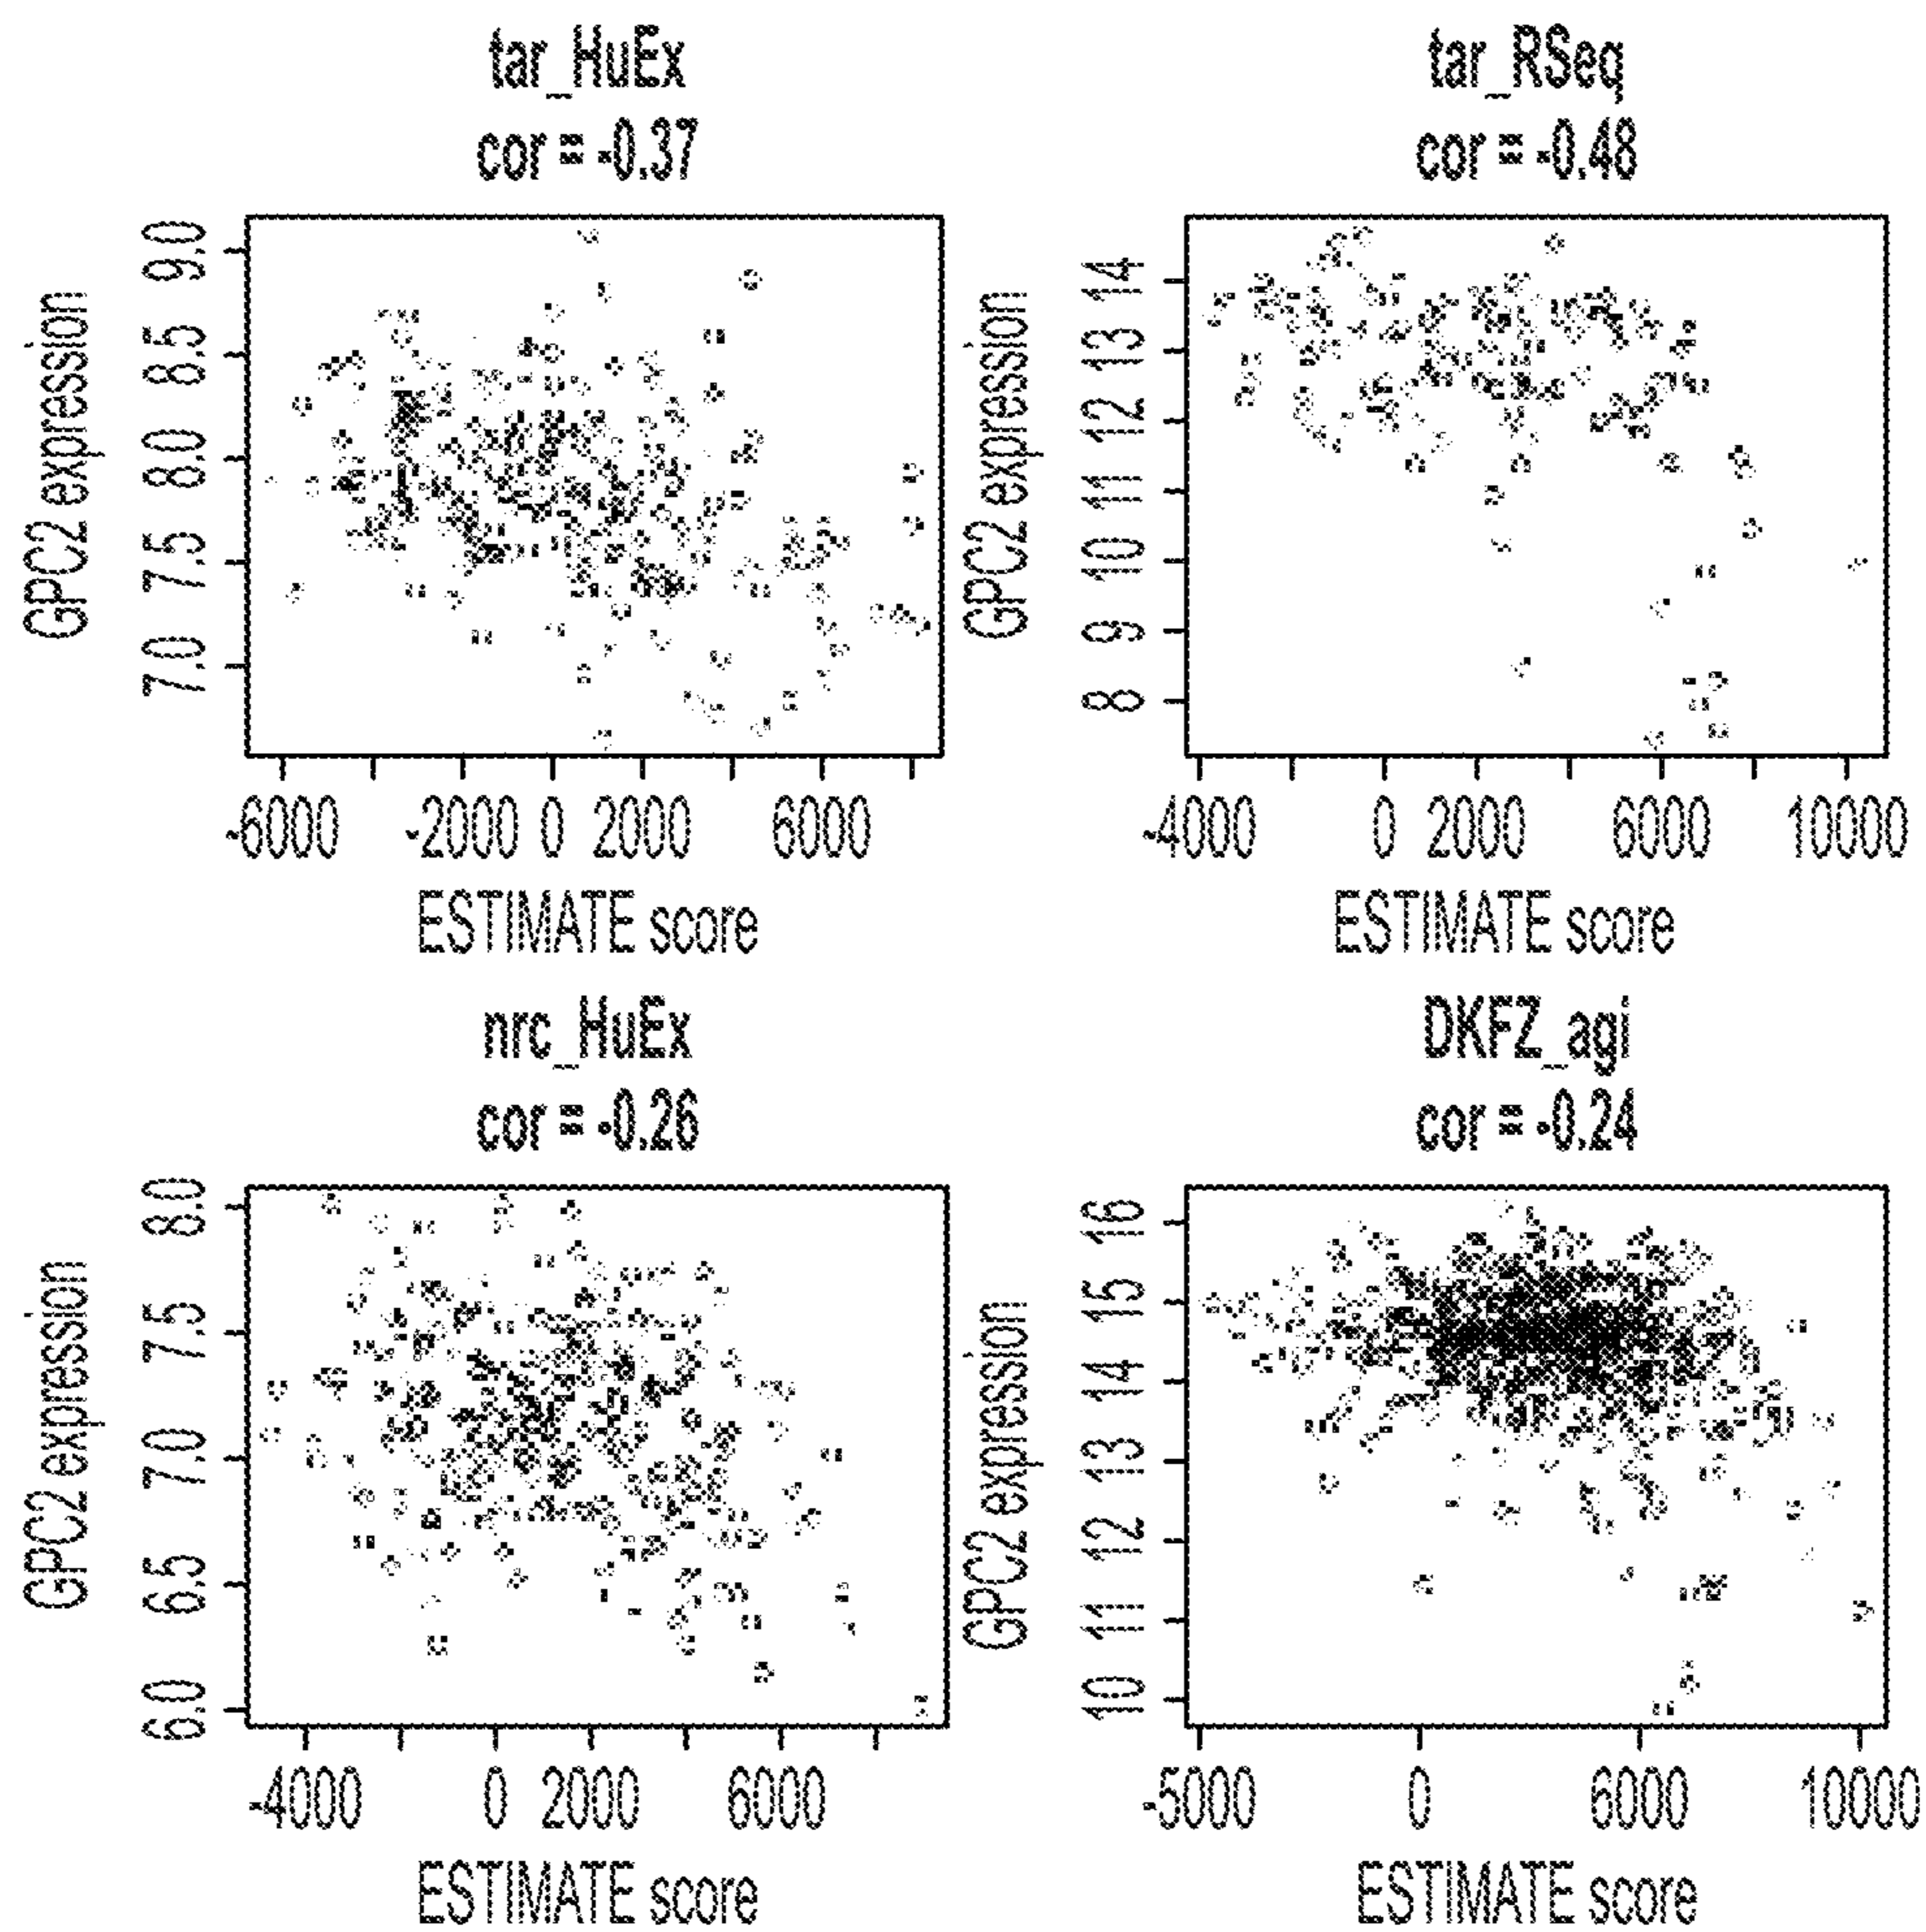 tar_HuEx
cor = -0.37
GPC2 expression
9.0
8.5
8.0
7.5
7.0
-6000 -2000 0 2000 6000
ESTIMATE score
tar_RSeq
cor = -0.48
GPC2 expression
14
13
12
11
10
9
8
-4000 0 2000 6000 10000
ESTIMATE score
nrc_HuEx
cor = -0.26
GPC2 expression
8.0
7.5
7.0
6.5
6.0
-4000 0 2000 6000
ESTIMATE score
DKFZ_agi
cor = -0.24
GPC2 expression
16
15
14
13
12
11
10
-5000 0 6000 10000
ESTIMATE score